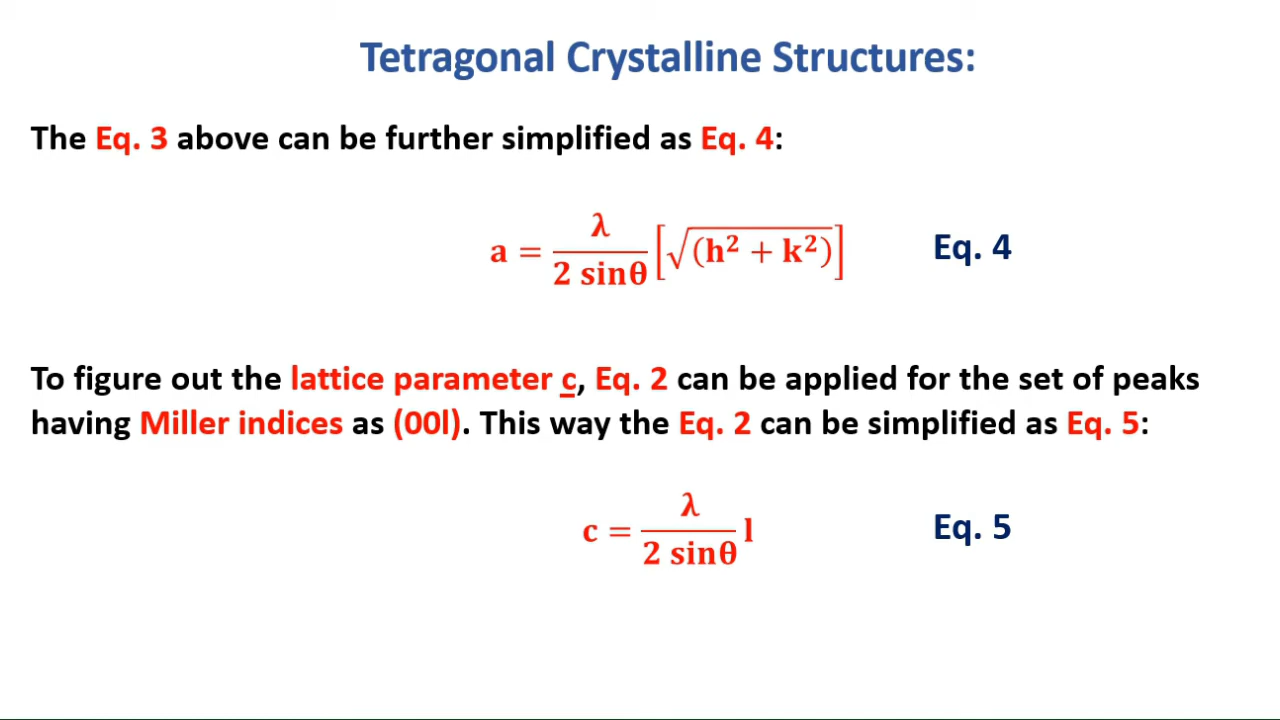 Tetragonal Crystalline Structures:
The Eq. 3 above can be further simplified as Eq. 4:
a = λ / 2 sinθ [√(h² + k²)] Eq. 4
To figure out the lattice parameter c, Eq. 2 can be applied for the set of peaks
having Miller indices as (00l). This way the Eq. 2 can be simplified as Eq. 5:
c = λ / 2 sinθ l Eq. 5